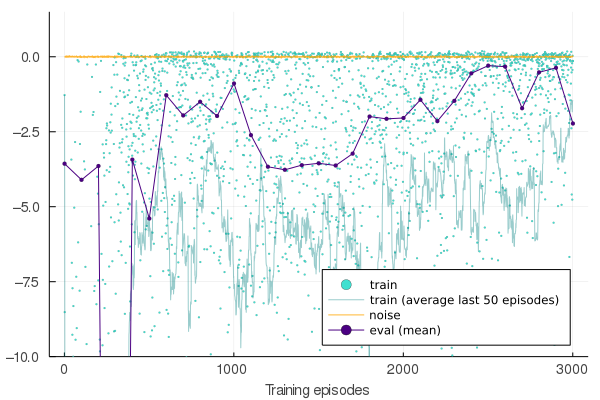 0.0
−2.5
−5.0
−7.5
−10.0
train
train (average last 50 episodes)
noise
eval (mean)
0 1000 2000 3000
Training episodes